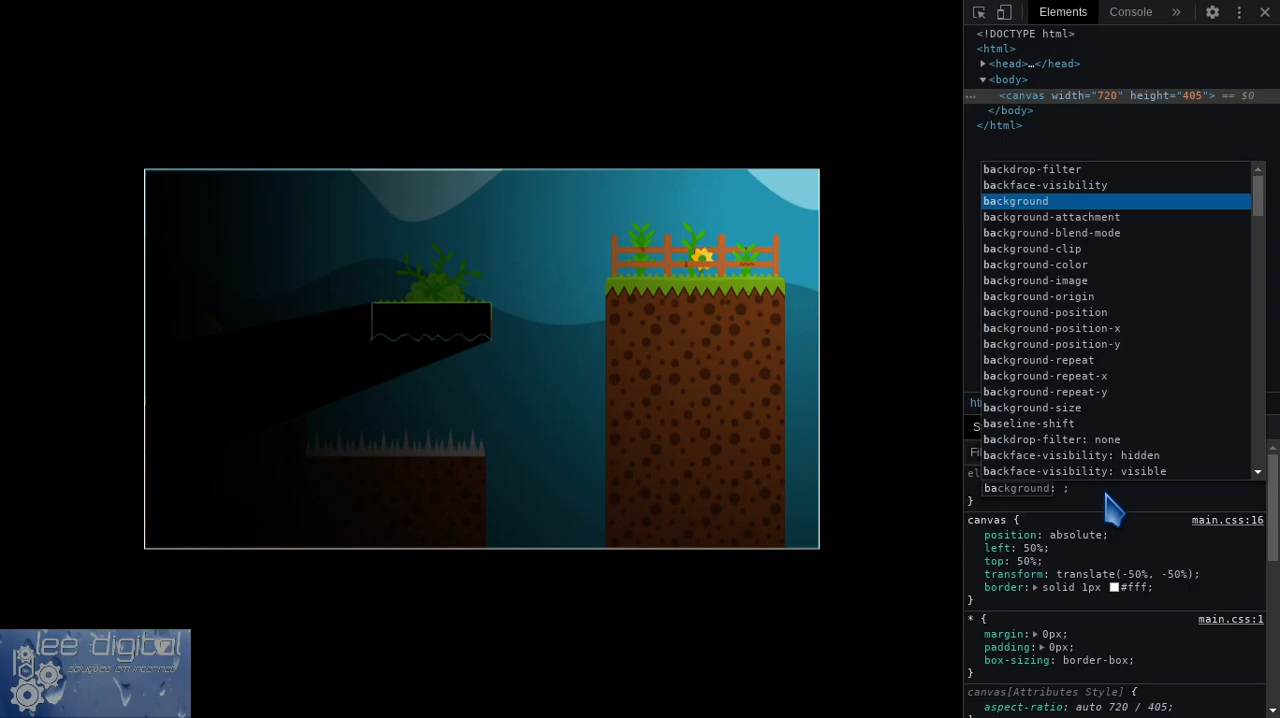 Elements Console »
<!DOCTYPE html>
<html>
<head>…</head>
<body>
… <canvas width="720" height="405"> == $0
</body>
</html>
backdrop-filter
backface-visibility
background
background-attachment
background-blend-mode
background-clip
background-color
background-image
background-origin
background-position
background-position-x
background-position-y
background-repeat
background-repeat-x
background-repeat-y
background-size
baseline-shift
backdrop-filter: none
backface-visibility: hidden
backface-visibility: visible
background: ;
}
canvas { main.css:16
position: absolute;
left: 50%;
top: 50%;
transform: translate(-50%, -50%);
border: solid 1px #fff;
}
* { main.css:1
margin: 0px;
padding: 0px;
box-sizing: border-box;
}
canvas[Attributes Style] {
aspect-ratio: auto 720 / 405;
lee digital
soluções em internet